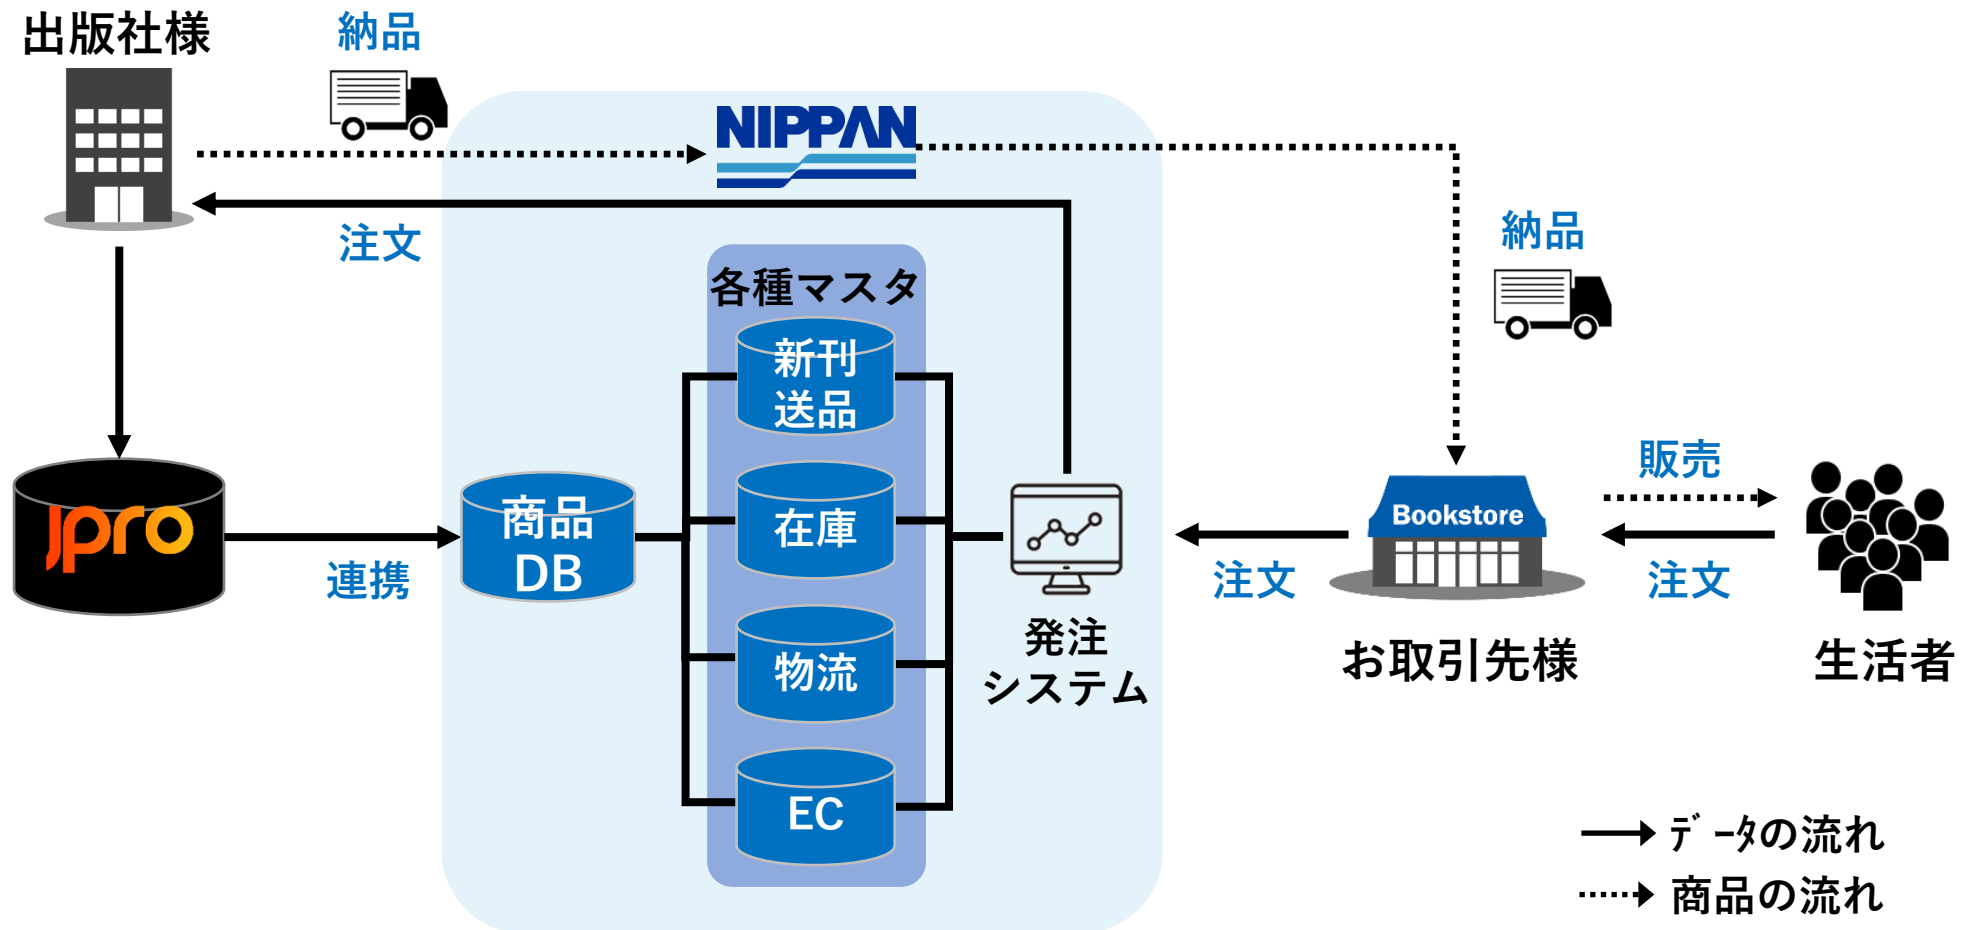 出版社様
納品
NIPPAN
注文
納品
各種マスタ
新刊
送品
在庫
物流
EC
Jpro
連携
商品
DB
発注
システム
注文
Bookstore
お取引先様
販売
注文
生活者
ﾃﾞｰﾀの流れ
商品の流れ